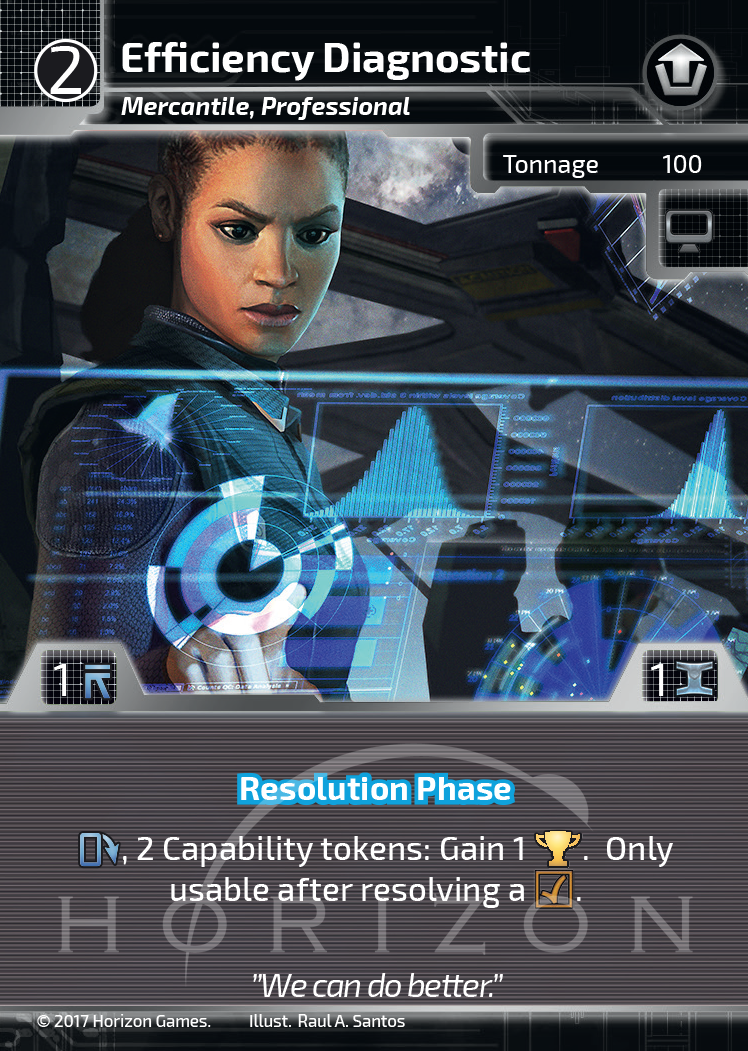 2
Efficiency Diagnostic
Mercantile, Professional
Tonnage 100
1
1
Resolution Phase
, 2 Capability tokens: Gain 1 . Only
usable after resolving a .
HORIZON
"We can do better."
© 2017 Horizon Games. Illust. Raul A. Santos